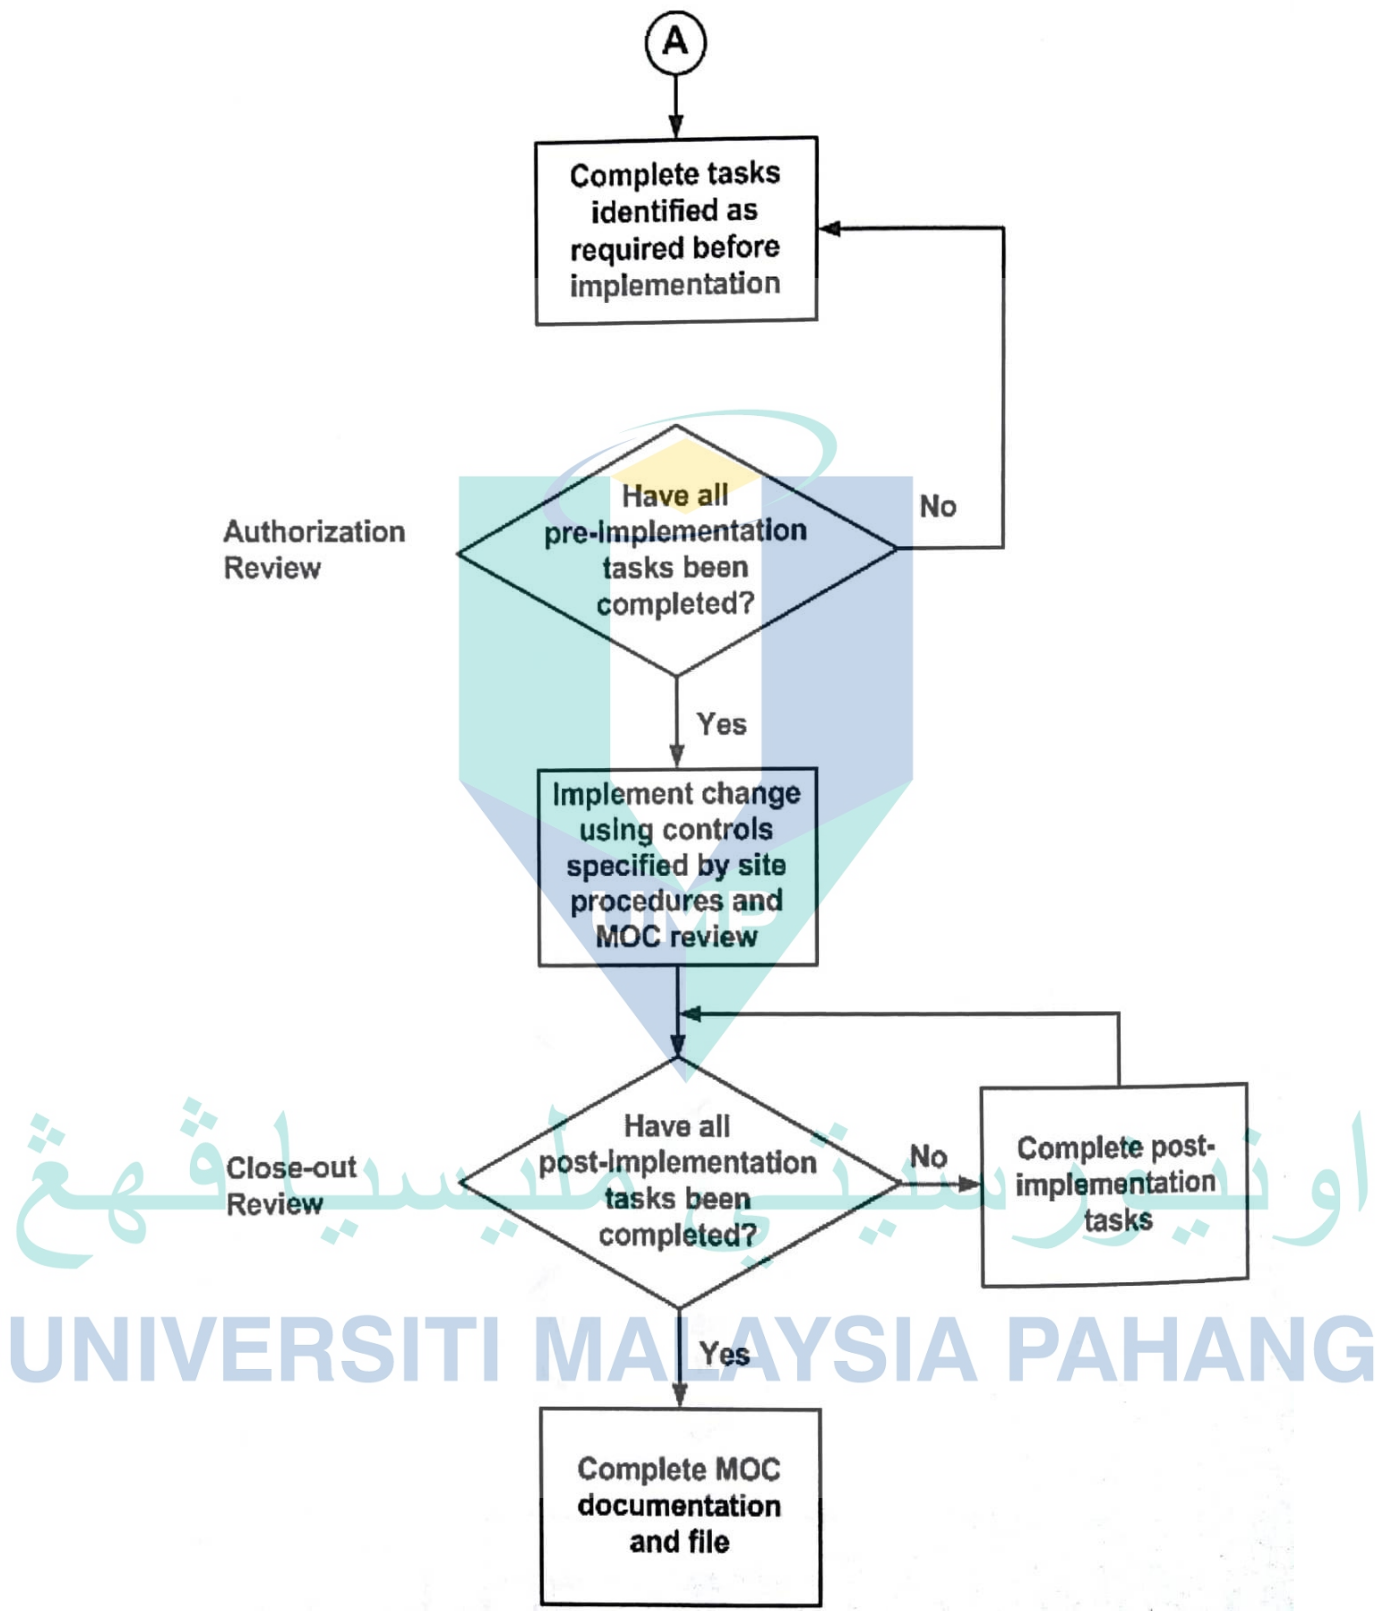 A
Complete tasks
identified as
required before
implementation
Authorization
Review
Have all
pre-implementation
tasks been
completed?
No
Yes
Implement change
using controls
specified by site
procedures and
MOC review
UMP
Close-out
Review
Have all
post-implementation
tasks been
completed?
No
Complete post-
implementation
tasks
اونيۏرسيتي مليسيا ڤهڠ
UNIVERSITI MALAYSIA PAHANG
Yes
Complete MOC
documentation
and file